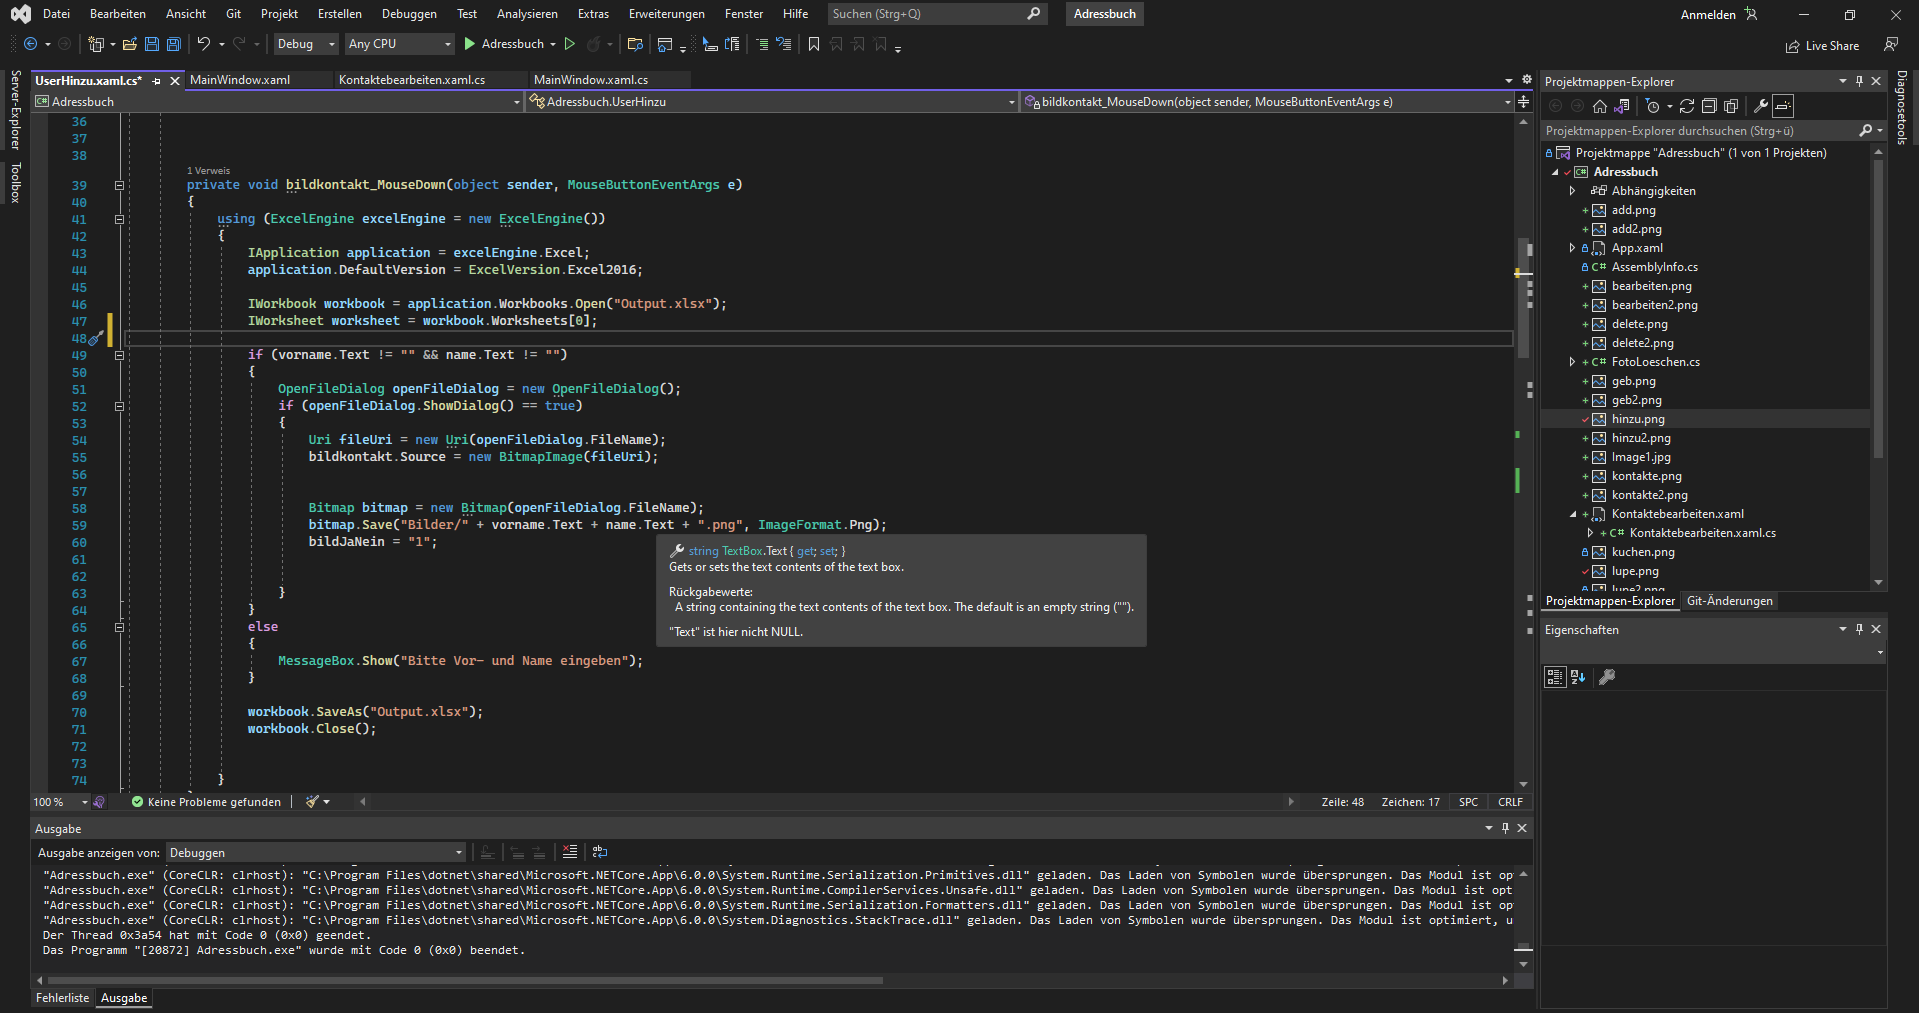 Datei Bearbeiten Ansicht Git Projekt Erstellen Debuggen Test Analysieren Extras Erweiterungen Fenster Hilfe Suchen (Strg+Q) Adressbuch Anmelden
Debug Any CPU Adressbuch Live Share
Server-Explorer
Toolbox
UserHinzu.xaml.cs* MainWindow.xaml Kontaktebearbeiten.xaml.cs MainWindow.xaml.cs
C# Adressbuch Adressbuch.UserHinzu bildkontakt_MouseDown(object sender, MouseButtonEventArgs e)
36
37
38
1 Verweis
39 private void bildkontakt_MouseDown(object sender, MouseButtonEventArgs e)
40 {
41 using (ExcelEngine excelEngine = new ExcelEngine())
42 {
43 IApplication application = excelEngine.Excel;
44 application.DefaultVersion = ExcelVersion.Excel2016;
45
46 IWorkbook workbook = application.Workbooks.Open("Output.xlsx");
47 IWorksheet worksheet = workbook.Worksheets[0];
48
49 if (vorname.Text != "" && name.Text != "")
50 {
51 OpenFileDialog openFileDialog = new OpenFileDialog();
52 if (openFileDialog.ShowDialog() == true)
53 {
54 Uri fileUri = new Uri(openFileDialog.FileName);
55 bildkontakt.Source = new BitmapImage(fileUri);
56
57
58 Bitmap bitmap = new Bitmap(openFileDialog.FileName);
59 bitmap.Save("Bilder/" + vorname.Text + name.Text + ".png", ImageFormat.Png);
60 bildJaNein = "1";
61
62
63 }
64 }
65 else
66 {
67 MessageBox.Show("Bitte Vor- und Name eingeben");
68 }
69
70 workbook.SaveAs("Output.xlsx");
71 workbook.Close();
72
73
74 }
string TextBox.Text { get; set; }
Gets or sets the text contents of the text box.
Rückgabewerte:
A string containing the text contents of the text box. The default is an empty string ("").
"Text" ist hier nicht NULL.
100 % Keine Probleme gefunden Zeile: 48 Zeichen: 17 SPC CRLF
Ausgabe
Ausgabe anzeigen von: Debuggen
"Adressbuch.exe" (CoreCLR: clrhost): "C:\Program Files\dotnet\shared\Microsoft.NETCore.App\6.0.0\System.Runtime.Serialization.Primitives.dll" geladen. Das Laden von Symbolen wurde übersprungen. Das Modul ist op
"Adressbuch.exe" (CoreCLR: clrhost): "C:\Program Files\dotnet\shared\Microsoft.NETCore.App\6.0.0\System.Runtime.CompilerServices.Unsafe.dll" geladen. Das Laden von Symbolen wurde übersprungen. Das Modul ist opt
"Adressbuch.exe" (CoreCLR: clrhost): "C:\Program Files\dotnet\shared\Microsoft.NETCore.App\6.0.0\System.Runtime.Serialization.Formatters.dll" geladen. Das Laden von Symbolen wurde übersprungen. Das Modul ist op
"Adressbuch.exe" (CoreCLR: clrhost): "C:\Program Files\dotnet\shared\Microsoft.NETCore.App\6.0.0\System.Diagnostics.StackTrace.dll" geladen. Das Laden von Symbolen wurde übersprungen. Das Modul ist optimiert, u
Der Thread 0x3a54 hat mit Code 0 (0x0) geendet.
Das Programm "[20872] Adressbuch.exe" wurde mit Code 0 (0x0) beendet.
Fehlerliste Ausgabe
Projektmappen-Explorer
Projektmappen-Explorer durchsuchen (Strg+ü)
Projektmappe "Adressbuch" (1 von 1 Projekten)
C# Adressbuch
Abhängigkeiten
add.png
add2.png
App.xaml
C# AssemblyInfo.cs
bearbeiten.png
bearbeiten2.png
delete.png
delete2.png
C# FotoLoeschen.cs
geb.png
geb2.png
hinzu.png
hinzu2.png
Image1.jpg
kontakte.png
kontakte2.png
Kontaktebearbeiten.xaml
C# Kontaktebearbeiten.xaml.cs
kuchen.png
lupe.png
lupe2.png
Projektmappen-Explorer Git-Änderungen
Eigenschaften
Diagnosetools